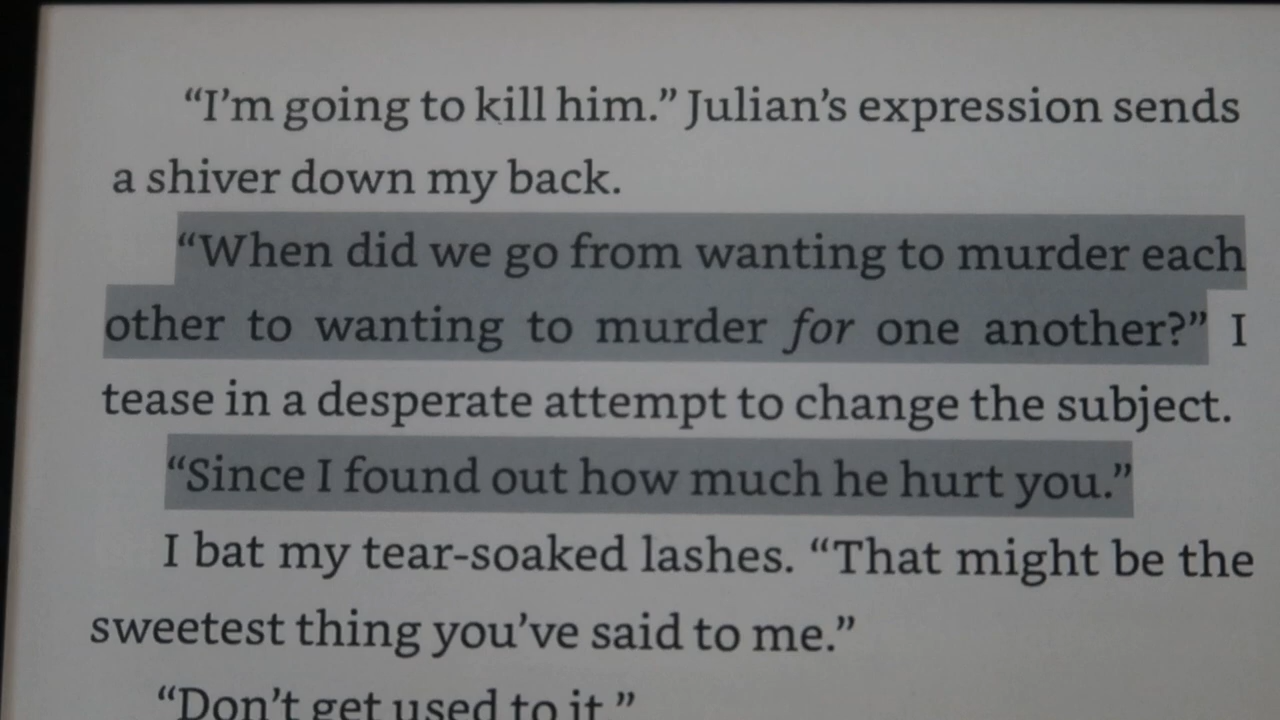 “I’m going to kill him.” Julian’s expression sends
a shiver down my back.
“When did we go from wanting to murder each
other to wanting to murder for one another?” I
tease in a desperate attempt to change the subject.
“Since I found out how much he hurt you.”
I bat my tear-soaked lashes. “That might be the
sweetest thing you’ve said to me.”
“Don’t get used to it.”